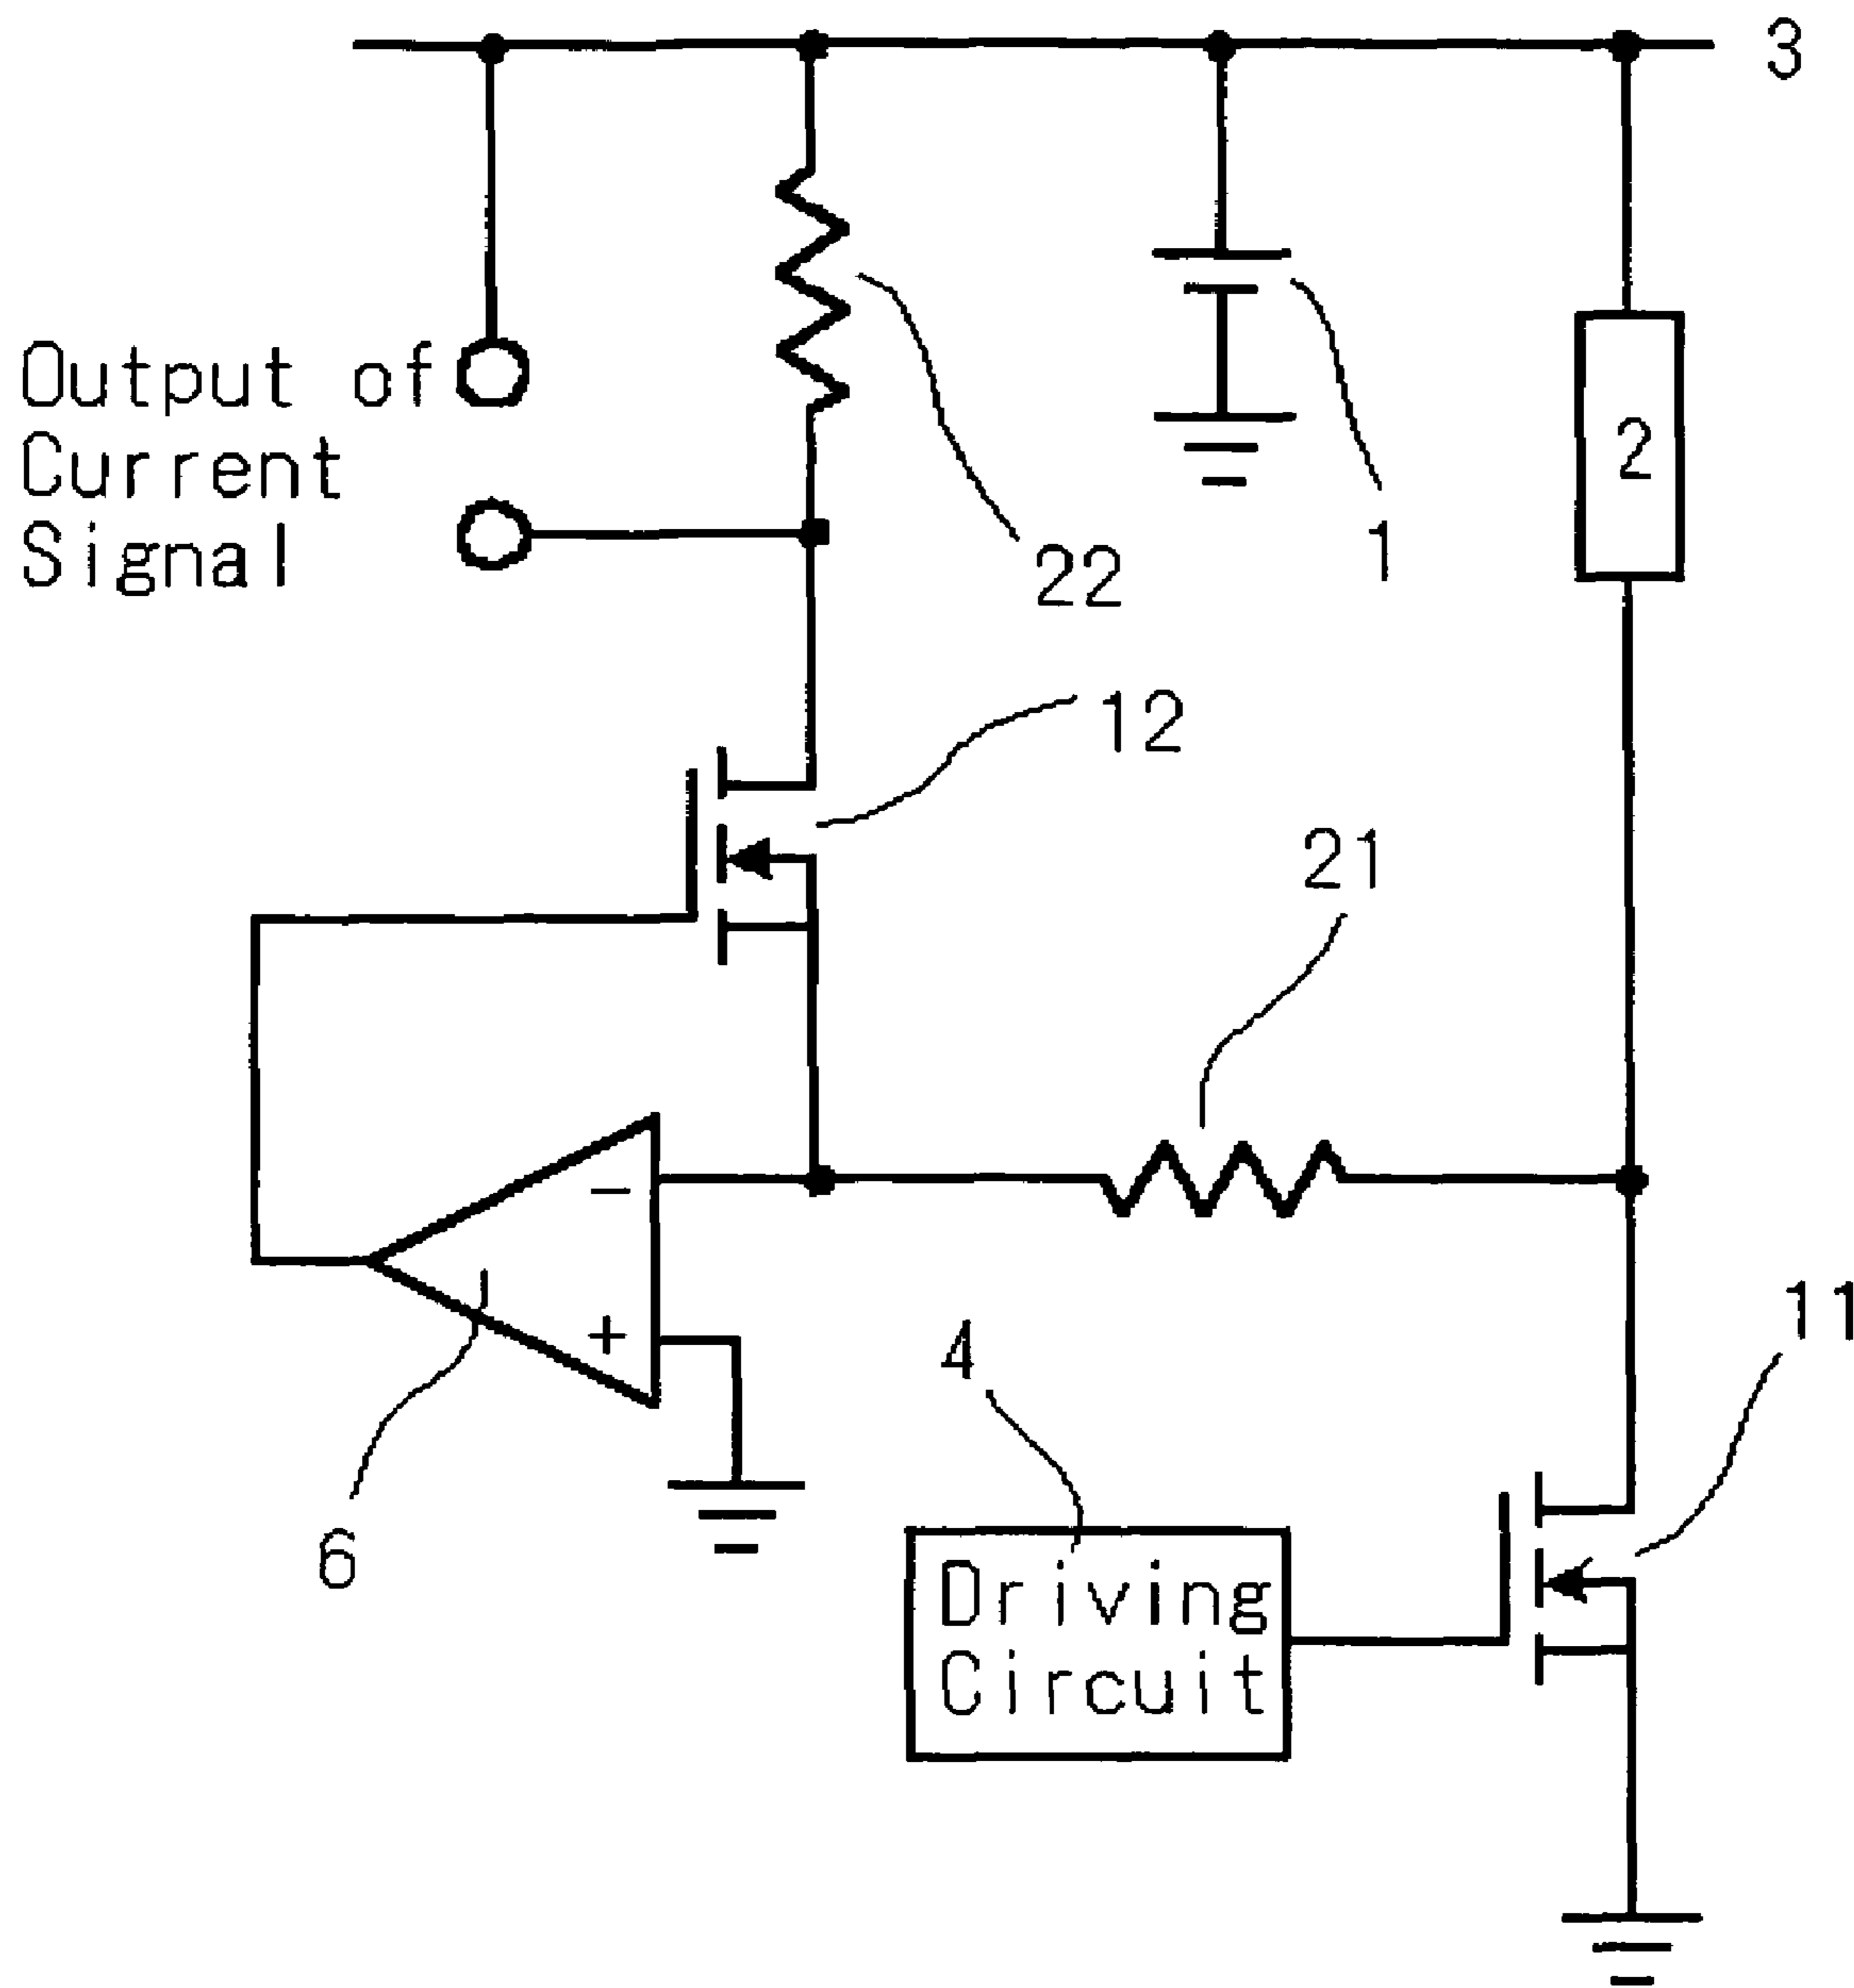 3
Output of
Current
Signal
2
22
1
12
21
-
+
6
4
11
Driving
Circuit